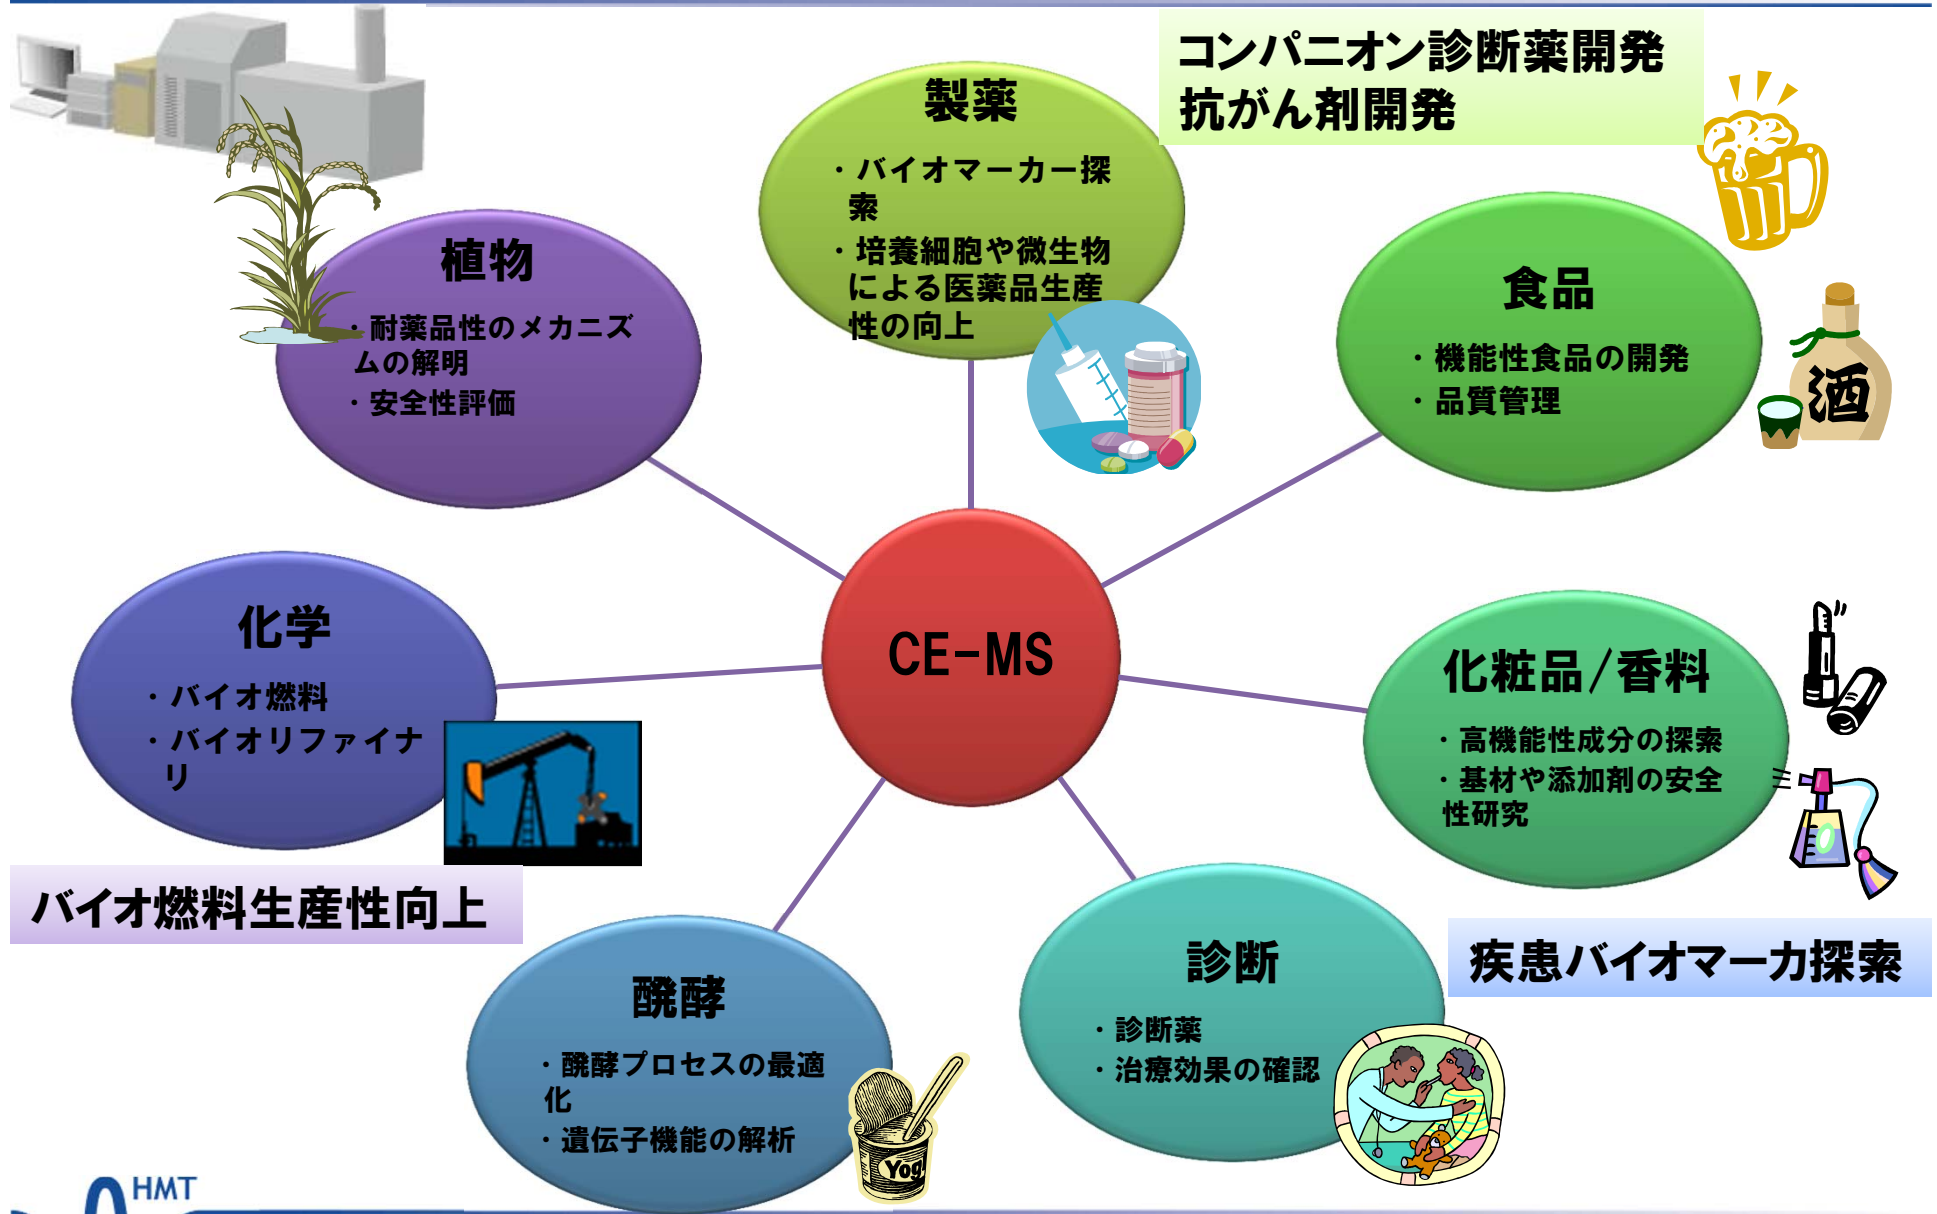 コンパニオン診断薬開発
抗がん剤開発
製薬
・バイオマーカー探
索
・培養細胞や微生物
による医薬品生産
性の向上
植物
・耐薬品性のメカニズ
ムの解明
・安全性評価
食品
・機能性食品の開発
・品質管理
酒
CE-MS
化学
・バイオ燃料
・バイオリファイナ
リ
化粧品/香料
・高機能性成分の探索
・基材や添加剤の安全
性研究
バイオ燃料生産性向上
疾患バイオマーカ探索
診断
・診断薬
・治療効果の確認
醗酵
・醗酵プロセスの最適
化
・遺伝子機能の解析
Yog
HMT